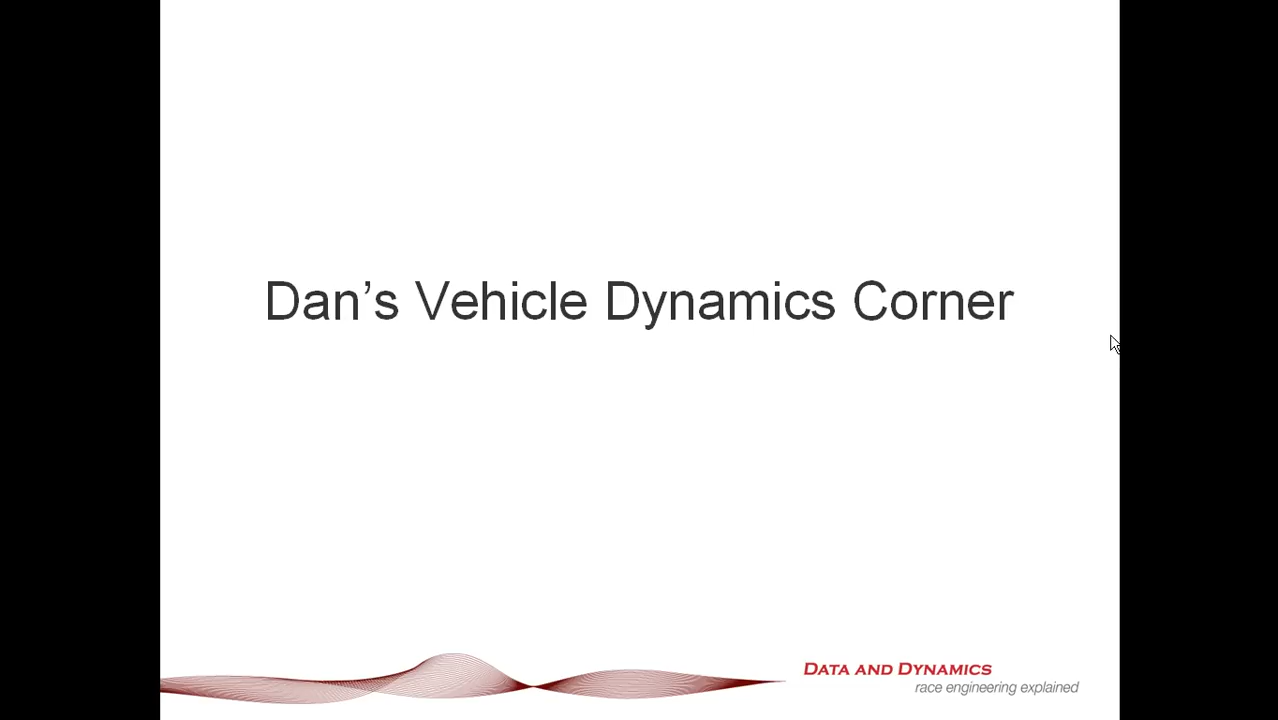 Dan’s Vehicle Dynamics Corner
DATA AND DYNAMICS
race engineering explained